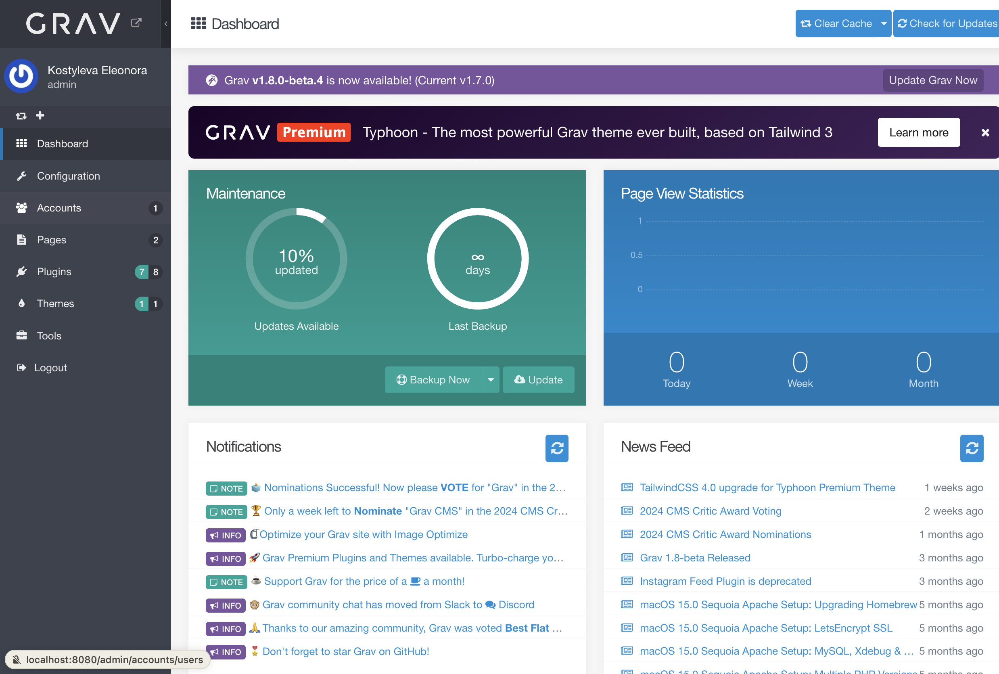 GRAV
Dashboard
Clear Cache
Check for Updates
Kostyleva Eleonora
admin
Grav v1.8.0-beta.4 is now available! (Current v1.7.0)
Update Grav Now
Dashboard
Configuration
Accounts 1
Pages 2
Plugins 7 8
Themes 1 1
Tools
Logout
GRAV Premium Typhoon - The most powerful Grav theme ever built, based on Tailwind 3
Learn more
Maintenance
10%
updated
Updates Available
∞
days
Last Backup
Backup Now
Update
Page View Statistics
1
0.5
0
0
Today
0
Week
0
Month
Notifications
NOTE Nominations Successful! Now please VOTE for "Grav" in the 2...
NOTE Only a week left to Nominate "Grav CMS" in the 2024 CMS Cr...
INFO Optimize your Grav site with Image Optimize
INFO Grav Premium Plugins and Themes available. Turbo-charge yo...
NOTE Support Grav for the price of a a month!
INFO Grav community chat has moved from Slack to Discord
INFO Thanks to our amazing community, Grav was voted Best Flat ...
INFO Don't forget to star Grav on GitHub!
News Feed
TailwindCSS 4.0 upgrade for Typhoon Premium Theme 1 weeks ago
2024 CMS Critic Award Voting 2 weeks ago
2024 CMS Critic Award Nominations 1 months ago
Grav 1.8-beta Released 3 months ago
Instagram Feed Plugin is deprecated 3 months ago
macOS 15.0 Sequoia Apache Setup: Upgrading Homebrew 5 months ago
macOS 15.0 Sequoia Apache Setup: LetsEncrypt SSL 5 months ago
macOS 15.0 Sequoia Apache Setup: MySQL, Xdebug & ... 5 months ago
macOS 15.0 Sequoia Apache Setup: Multiple PHP Versions 5 months ago
localhost:8080/admin/accounts/users